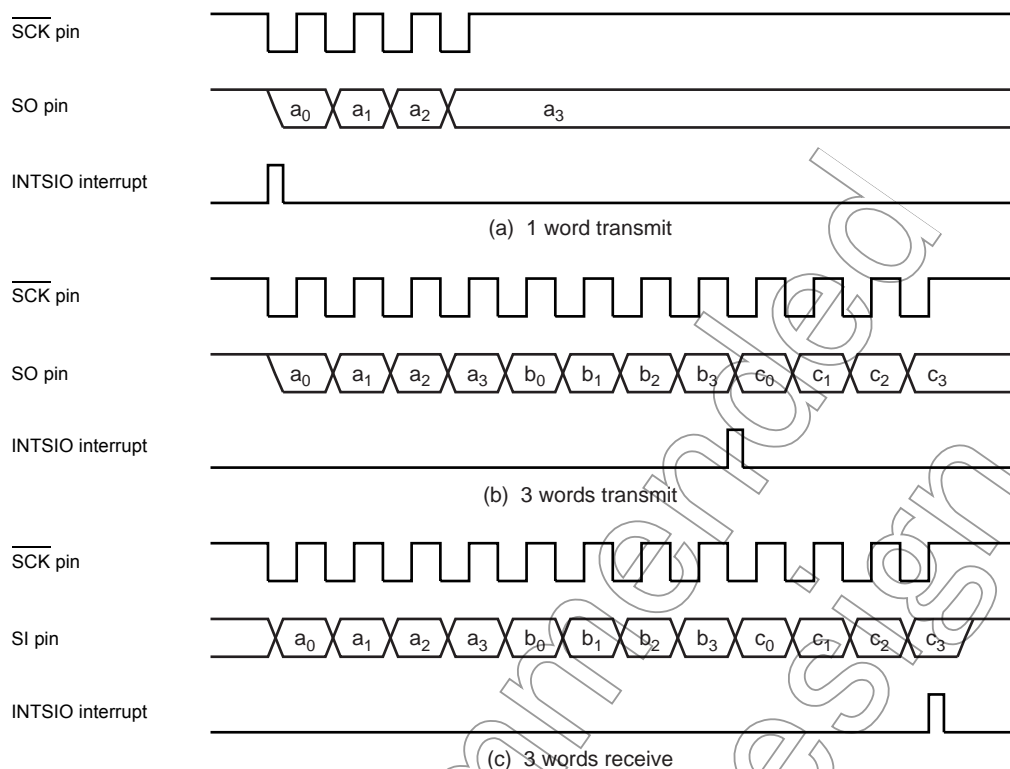 SCK pin
SO pin a0 a1 a2 a3
INTSIO interrupt
(a) 1 word transmit
SCK pin
SO pin a0 a1 a2 a3 b0 b1 b2 b3 c0 c1 c2 c3
INTSIO interrupt
(b) 3 words transmit
SCK pin
SI pin a0 a1 a2 a3 b0 b1 b2 b3 c0 c1 c2 c3
INTSIO interrupt
(c) 3 words receive